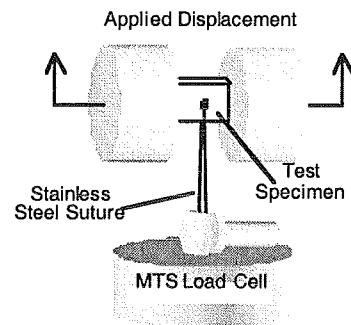 Applied Displacement
Test
Specimen
Stainless
Steel Suture
MTS Load Cell